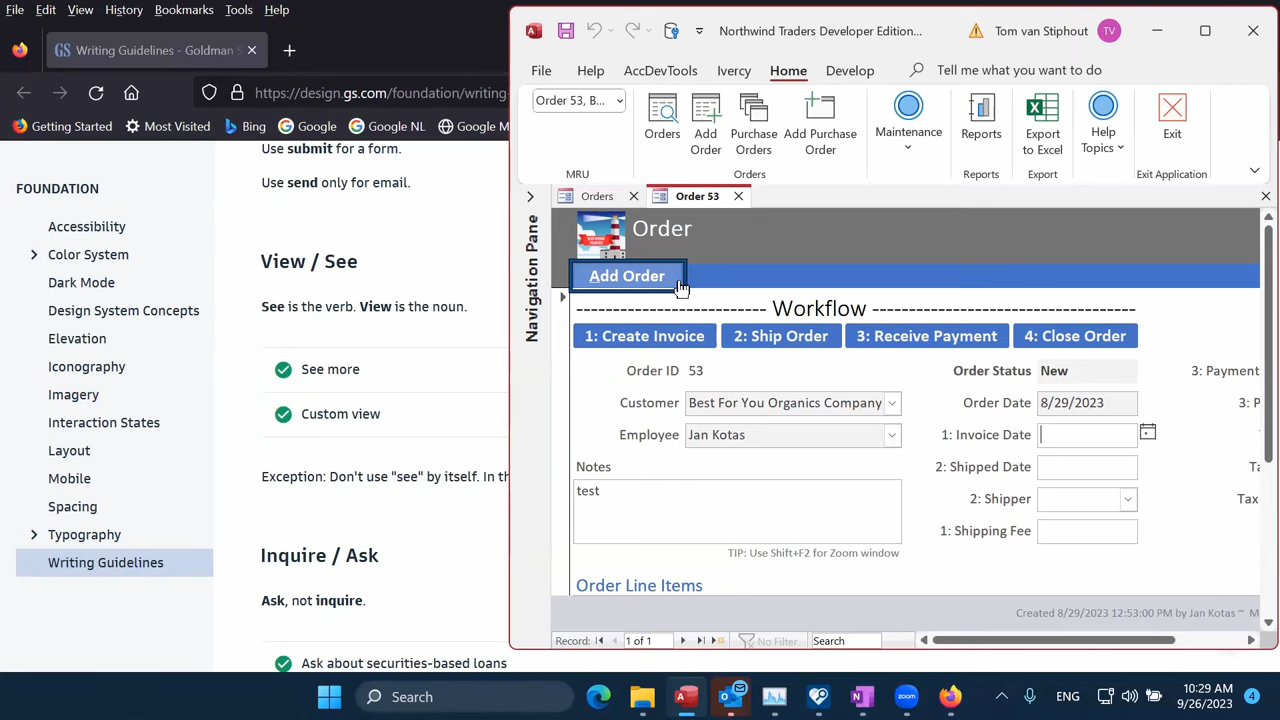 File Edit View History Bookmarks Tools Help
Writing Guidelines - Goldman S
https://design.gs.com/foundation/writing-
Getting Started Most Visited Bing Google Google NL Google M
FOUNDATION
Accessibility
Color System
Dark Mode
Design System Concepts
Elevation
Iconography
Imagery
Interaction States
Layout
Mobile
Spacing
Typography
Writing Guidelines
Use submit for a form.
Use send only for email.
View / See
See is the verb. View is the noun.
See more
Custom view
Exception: Don't use "see" by itself. In th
Inquire / Ask
Ask, not inquire.
Ask about securities-based loans
Northwind Traders Developer Edition... Tom van Stiphout TV
File Help AccDevTools Ivercy Home Develop Tell me what you want to do
Order 53, B...
MRU
Orders
Add Order
Purchase Orders
Add Purchase Order
Orders
Maintenance
Reports
Reports
Export to Excel
Export
Help Topics
Exit
Exit Application
Orders Order 53
Navigation Pane
Order
Add Order
------------------------- Workflow -----------------------------------
1: Create Invoice 2: Ship Order 3: Receive Payment 4: Close Order
Order ID 53 Order Status New 3: Payment
Customer Best For You Organics Company Order Date 8/29/2023 3: P
Employee Jan Kotas 1: Invoice Date
Notes 2: Shipped Date Ta
test 2: Shipper Tax
1: Shipping Fee
TIP: Use Shift+F2 for Zoom window
Order Line Items
Created 8/29/2023 12:53:00 PM by Jan Kotas ~ M
Record: 1 of 1 No Filter Search
Search ENG 10:29 AM
9/26/2023 4